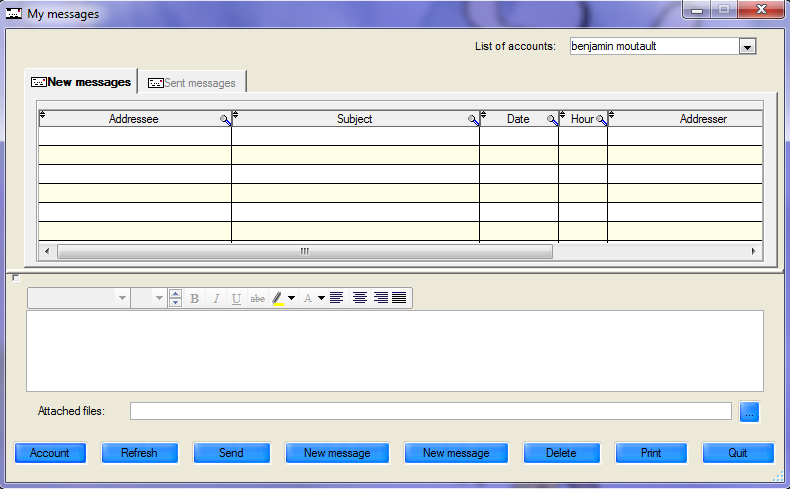 My messages
List of accounts: benjamin moutault
New messages Sent messages
Addressee Subject Date Hour Addresser
B I U abc A
Attached files: ...
Account Refresh Send New message New message Delete Print Quit